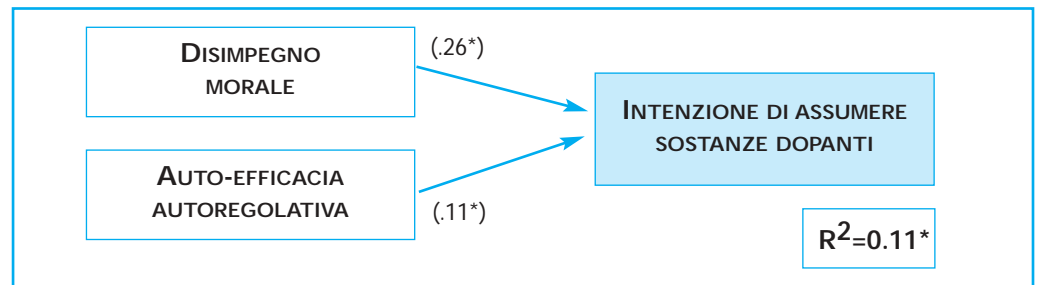 DISIMPEGNO
MORALE
(.26*)
INTENZIONE DI ASSUMERE
SOSTANZE DOPANTI
AUTO-EFFICACIA
AUTOREGOLATIVA
(.11*)
R²=0.11*